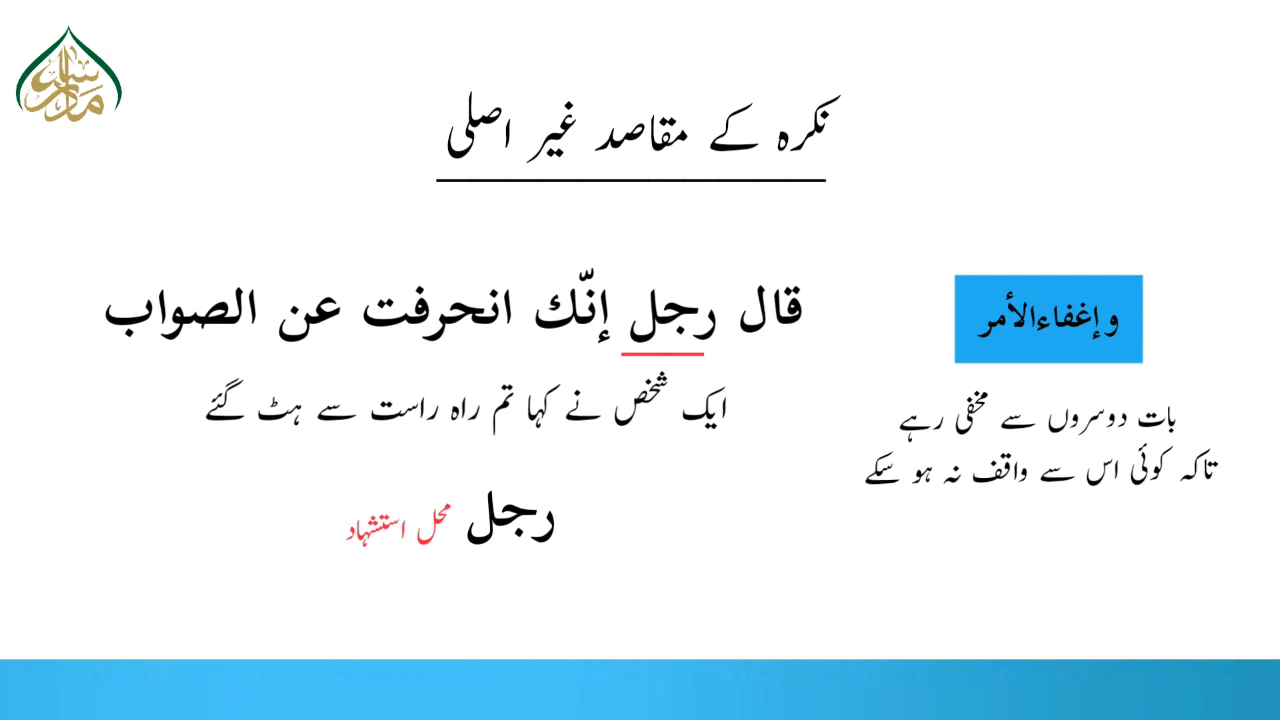 نکرہ کے مقاصد غیر اصلی
وإغفاءالأمر
قال رجل إنّك انحرفت عن الصواب
بات دوسروں سے مخفی رہے
تاکہ کوئی اس سے واقف نہ ہو سکے
ایک شخص نے کہا تم راہ راست سے ہٹ گئے
رجل محل استشہاد